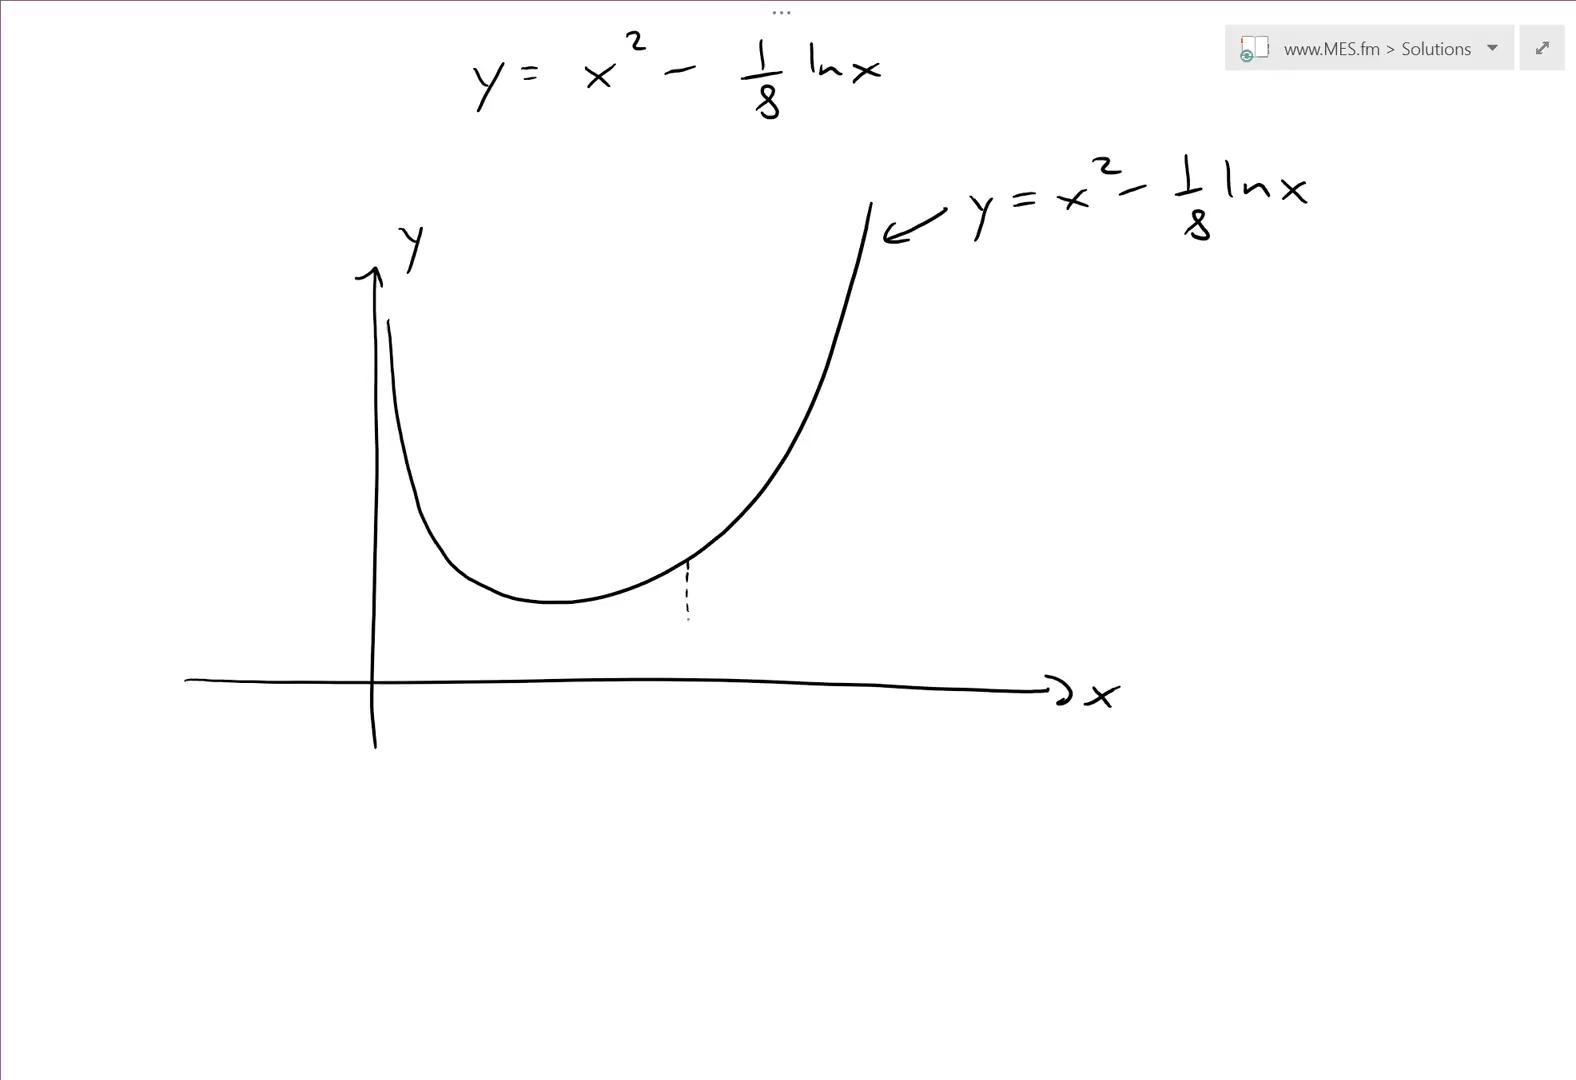 y = x² - 1/8 ln x
www.MES.fm > Solutions
y = x² - 1/8 ln x
y
x